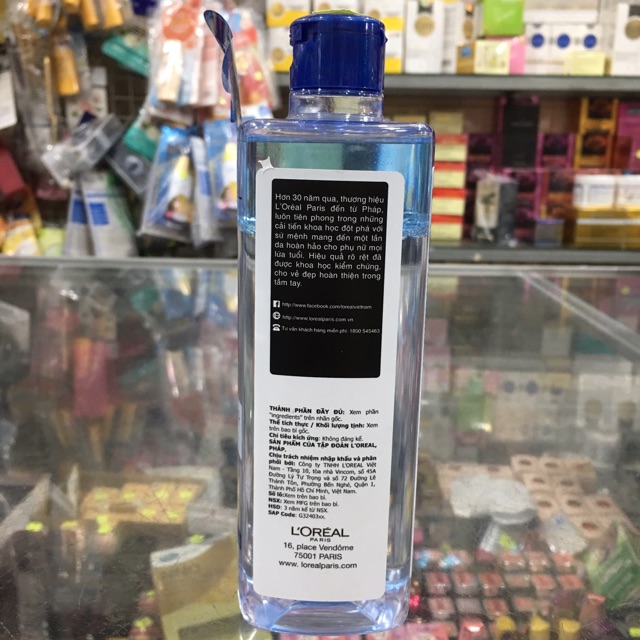 Hơn 30 năm qua, thương hiệu
L'Oréal Paris đến từ Pháp,
luôn tiên phong trong những
cải tiến khoa học đột phá với
sứ mệnh mang đến một làn
da hoàn hảo cho phụ nữ mọi
lứa tuổi. Hiệu quả rõ rệt đã
được khoa học kiểm chứng,
cho vẻ đẹp hoàn thiện trong
tầm tay.
http://www.facebook.com/lorealvietnam
http://www.lorealparis.com.vn
Tư vấn khách hàng miễn phí: 1800 545463
THÀNH PHẦN ĐẦY ĐỦ: Xem phần
"ingredients" trên nhãn gốc.
Thể tích thực / Khối lượng tịnh: Xem
trên bao bì gốc.
Chỉ tiêu kích ứng: Không đáng kể.
SẢN PHẨM CỦA TẬP ĐOÀN L'OREAL,
PHÁP.
Chịu trách nhiệm nhập khẩu và phân
phối bởi: Công ty TNHH L'OREAL Việt
Nam - Tầng 10, tòa nhà Vincom, số 45A
Đường Lý Tự Trọng và số 72 Đường Lê
Thánh Tôn, Phường Bến Nghé, Quận 1,
Thành Phố Hồ Chí Minh, Việt Nam.
Số lô: Xem trên bao bì.
NSX: Xem MFG trên bao bì.
HSD: 3 năm kể từ NSX
SAP Code: G32403xx.
L'ORÉAL
PARIS
16, place Vendôme
75001 PARIS
www. lorealparis.com